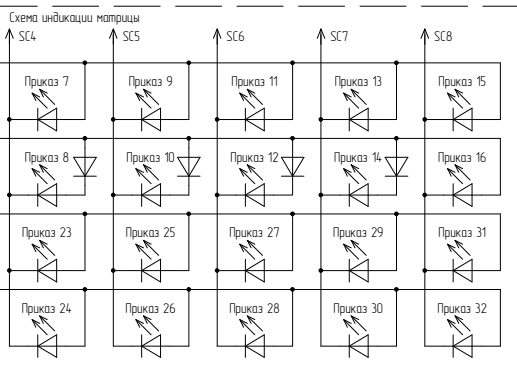 Схема индикации матрицы
SC4 SC5 SC6 SC7 SC8
Приказ 7 Приказ 9 Приказ 11 Приказ 13 Приказ 15
Приказ 8 Приказ 10 Приказ 12 Приказ 14 Приказ 16
Приказ 23 Приказ 25 Приказ 27 Приказ 29 Приказ 31
Приказ 24 Приказ 26 Приказ 28 Приказ 30 Приказ 32